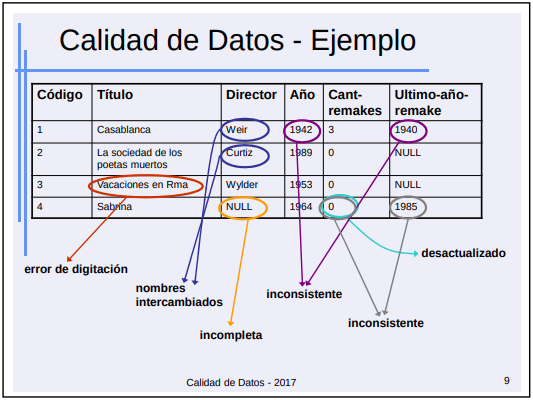 Calidad de Datos - Ejemplo
Código Título Director Año Cant-remakes Ultimo-año-remake
1 Casablanca Weir 1942 3 1940
2 La sociedad de los poetas muertos Curtiz 1989 0 NULL
3 Vacaciones en Rma Wylder 1953 0 NULL
4 Sabrina NULL 1964 0 1985
desactualizado
error de digitación
nombres
intercambiados
inconsistente
inconsistente
incompleta
Calidad de Datos - 2017
9